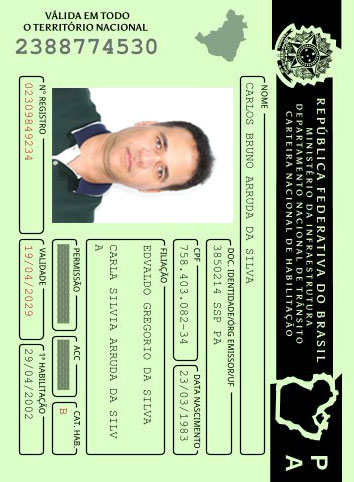 REPÚBLICA FEDERATIVA DO BRASIL
MINISTÉRIO DA INFRAESTRUTURA
DEPARTAMENTO NACIONAL DE TRÂNSITO
CARTEIRA NACIONAL DE HABILITAÇÃO
PA
VÁLIDA EM TODO
O TERRITÓRIO NACIONAL
2388774530
NOME
CARLOS BRUNO ARRUDA DA SILVA
DOC. IDENTIDADE/ÓRG EMISSOR/UF
3850214 SSP PA
CPF
758.403.082-34
DATA NASCIMENTO
23/03/1983
FILIAÇÃO
EDVALDO GREGORIO DA SILVA
CARLA SILVIA ARRUDA DA SILV
A
PERMISSÃO
ACC
CAT. HAB.
B
Nº REGISTRO
02309849234
VALIDADE
19/04/2029
1ª HABILITAÇÃO
29/04/2002